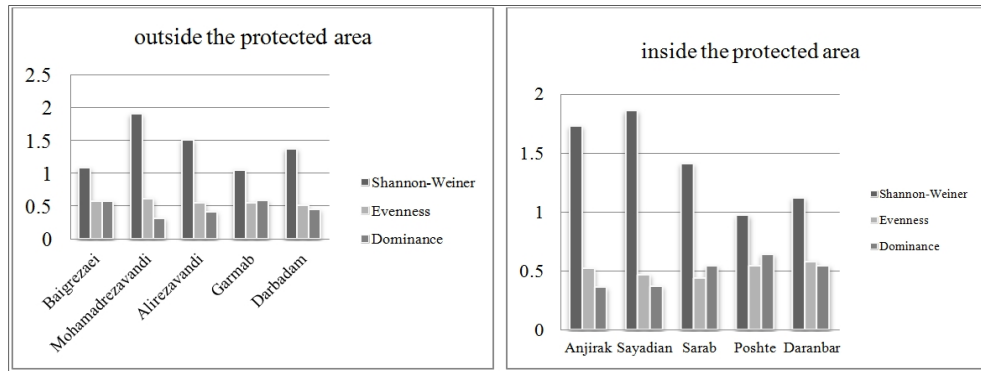 outside the protected area
2.5
2
1.5
1
0.5
0
Baigrezaei
Mohamadrezavandi
Alirezavandi
Garmab
Darbadam
Shannon-Weiner
Evenness
Dominance
inside the protected area
2
1.5
1
0.5
0
Anjirak Sayadian Sarab Poshte Daranbar
Shannon-Weiner
Evenness
Dominance